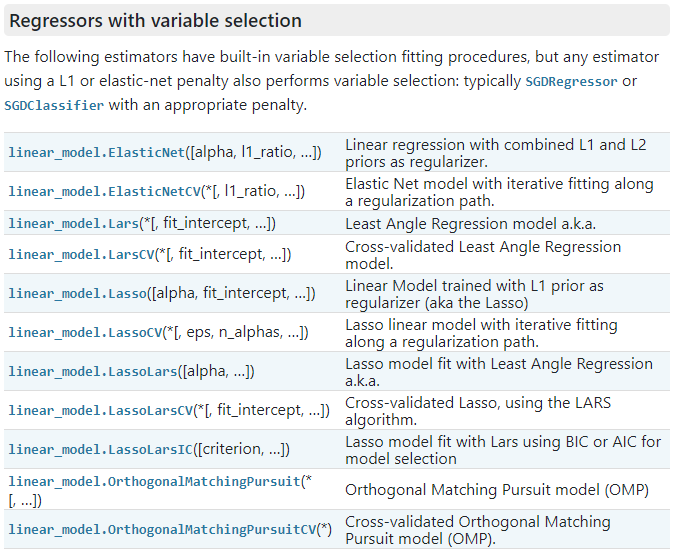 Regressors with variable selection
The following estimators have built-in variable selection fitting procedures, but any estimator
using a L1 or elastic-net penalty also performs variable selection: typically SGDRegressor or
SGDClassifier with an appropriate penalty.
linear_model.ElasticNet([alpha, l1_ratio, ...])
Linear regression with combined L1 and L2
priors as regularizer.
linear_model.ElasticNetCV(*[, l1_ratio, ...])
Elastic Net model with iterative fitting along
a regularization path.
linear_model.Lars(*[, fit_intercept, ...])
Least Angle Regression model a.k.a.
linear_model.LarsCV(*[, fit_intercept, ...])
Cross-validated Least Angle Regression
model.
linear_model.Lasso([alpha, fit_intercept, ...])
Linear Model trained with L1 prior as
regularizer (aka the Lasso)
linear_model.LassoCV(*[, eps, n_alphas, ...])
Lasso linear model with iterative fitting
along a regularization path.
linear_model.LassoLars([alpha, ...])
Lasso model fit with Least Angle Regression
a.k.a.
linear_model.LassoLarsCV(*[, fit_intercept, ...])
Cross-validated Lasso, using the LARS
algorithm.
linear_model.LassoLarsIC([criterion, ...])
Lasso model fit with Lars using BIC or AIC for
model selection
linear_model.OrthogonalMatchingPursuit(*
[, ...])
Orthogonal Matching Pursuit model (OMP)
linear_model.OrthogonalMatchingPursuitCV(*)
Cross-validated Orthogonal Matching
Pursuit model (OMP).